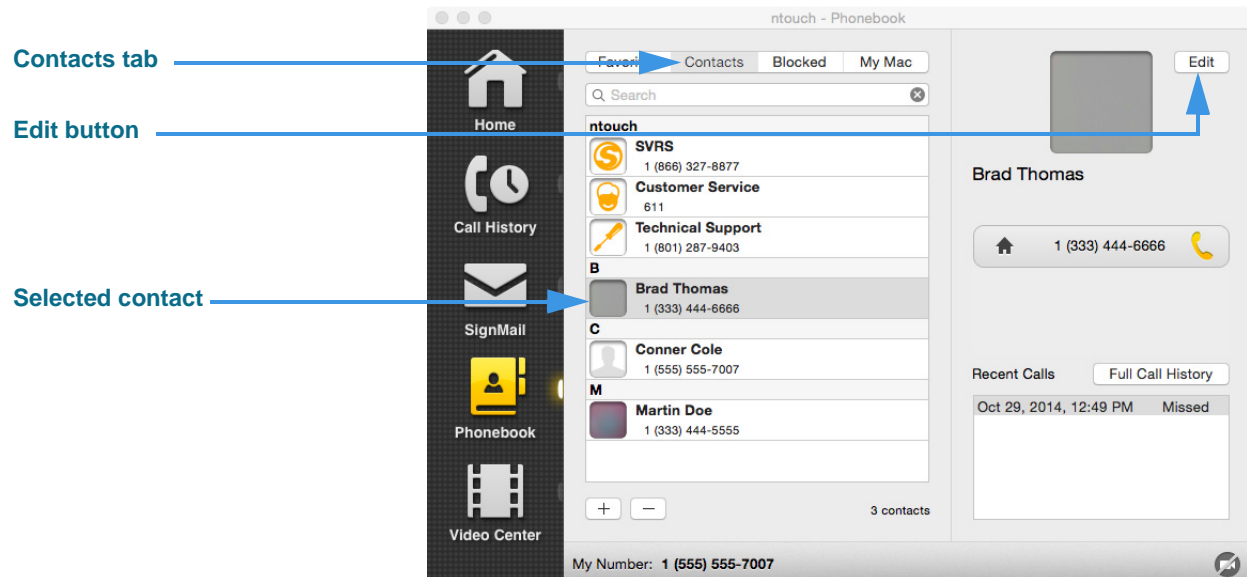 ntouch - Phonebook
Contacts tab
Edit button
Selected contact
Home
Call History
SignMail
Phonebook
Video Center
Contacts
Blocked
My Mac
Search
ntouch
SVRS
1 (866) 327-8877
Customer Service
611
Technical Support
1 (801) 287-9403
B
Brad Thomas
1 (333) 444-6666
C
Conner Cole
1 (555) 555-7007
M
Martin Doe
1 (333) 444-5555
3 contacts
Edit
Brad Thomas
1 (333) 444-6666
Recent Calls
Full Call History
Oct 29, 2014, 12:49 PM Missed
My Number: 1 (555) 555-7007